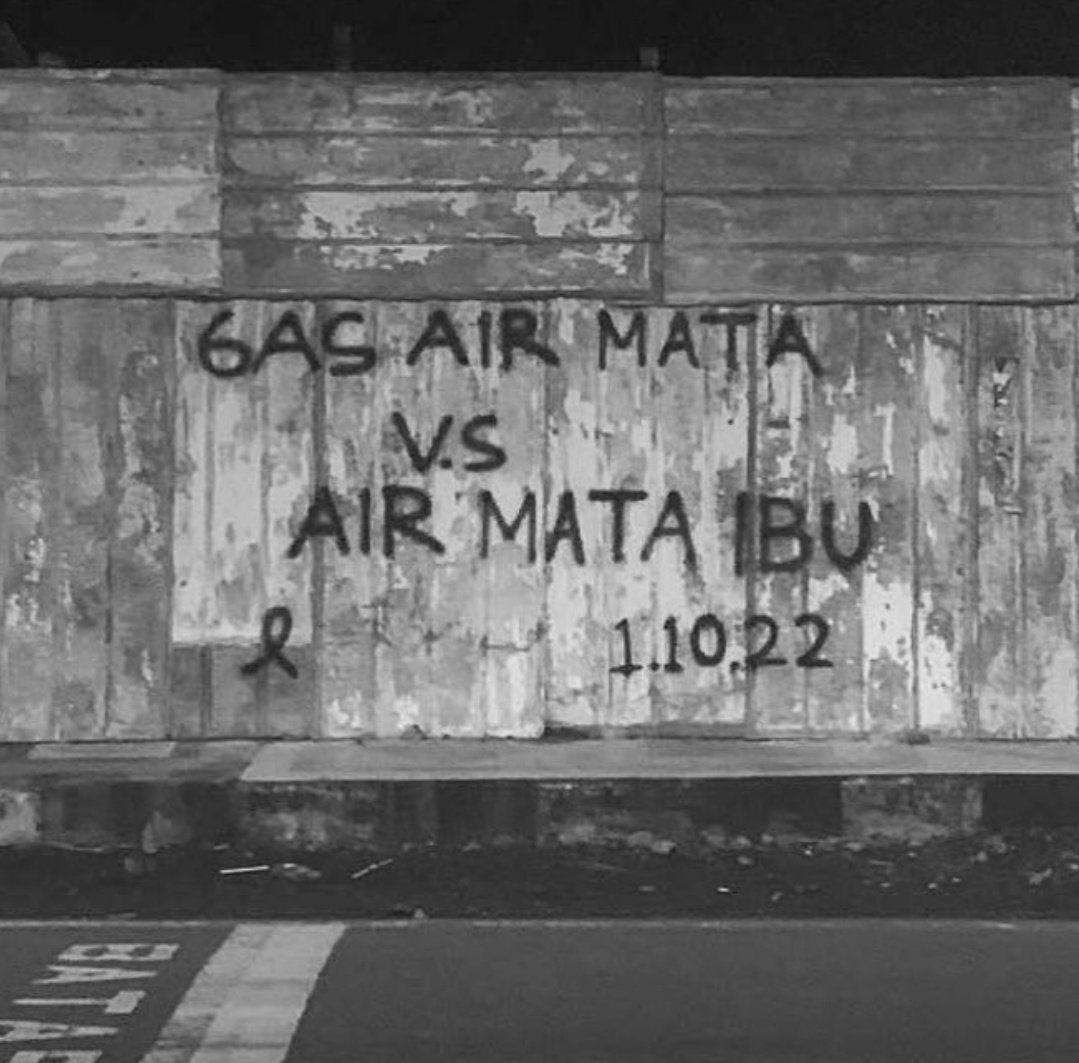 GAS AIR MATA
V.S
AIR MATA IBU
1.10.22